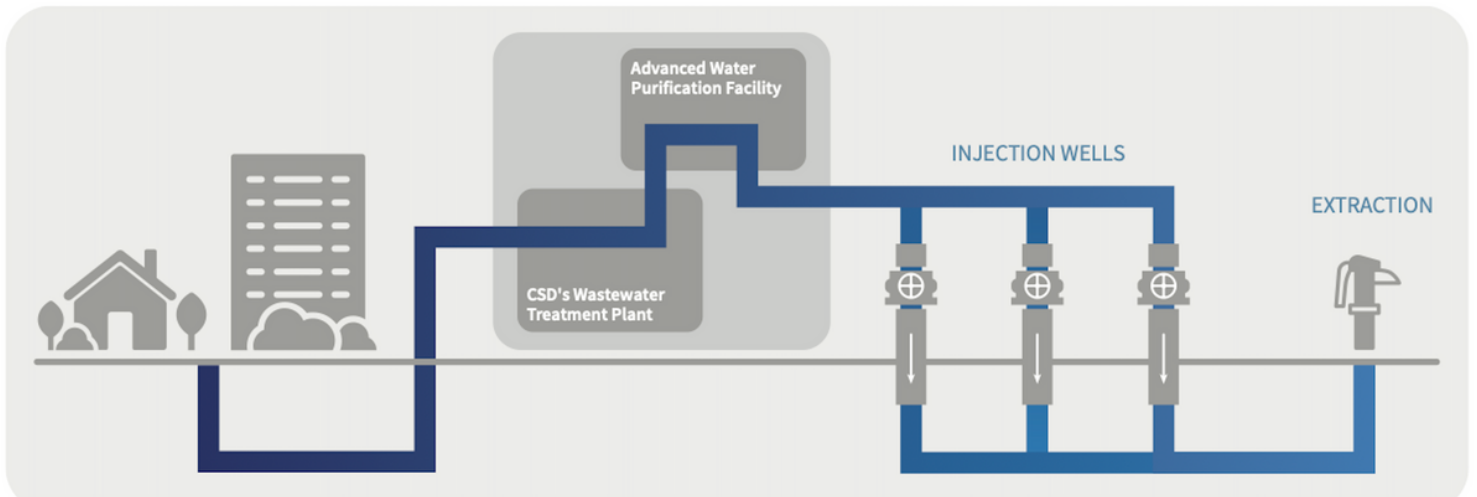 Advanced Water
Purification Facility
INJECTION WELLS
EXTRACTION
CSD's Wastewater
Treatment Plant